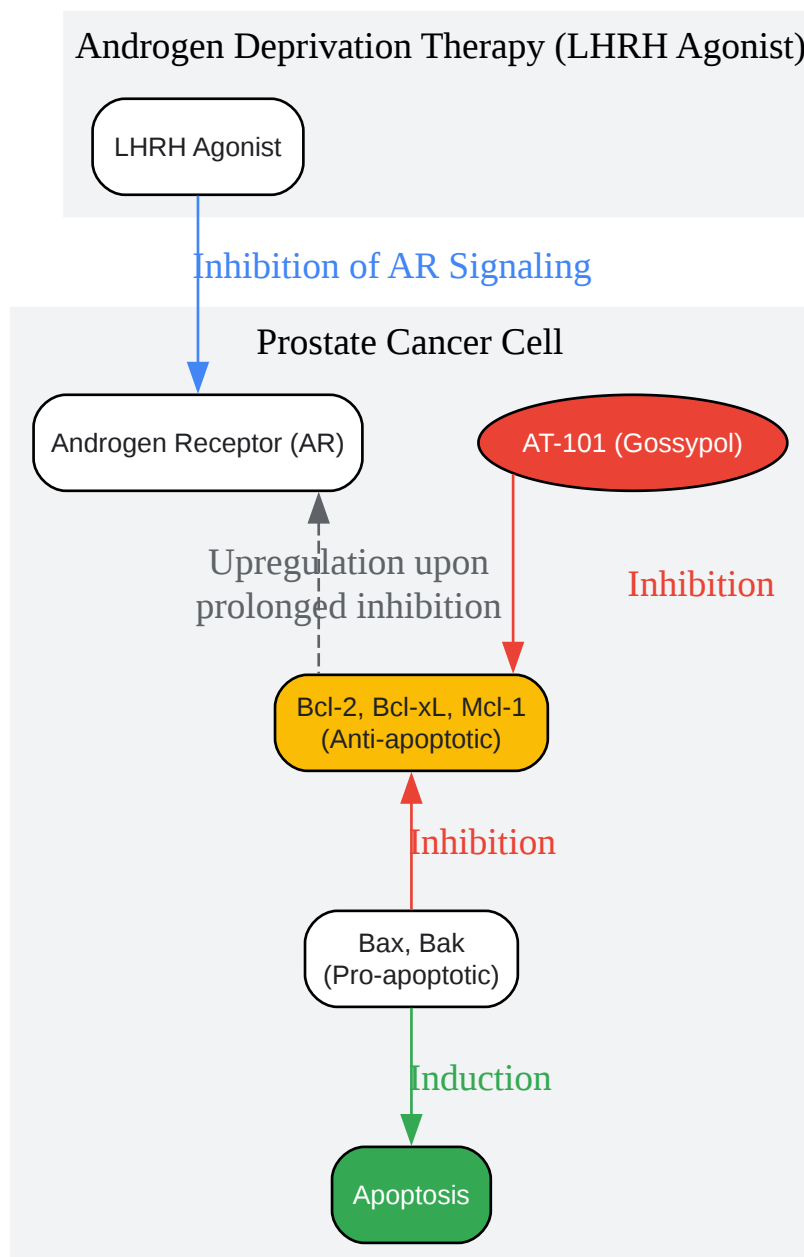 Androgen Deprivation Therapy (LHRH Agonist)
LHRH Agonist
Inhibition of AR Signaling
Prostate Cancer Cell
Androgen Receptor (AR)
AT-101 (Gossypol)
Upregulation upon
prolonged inhibition
Inhibition
Bcl-2, Bcl-xL, Mcl-1
(Anti-apoptotic)
Inhibition
Bax, Bak
(Pro-apoptotic)
Induction
Apoptosis